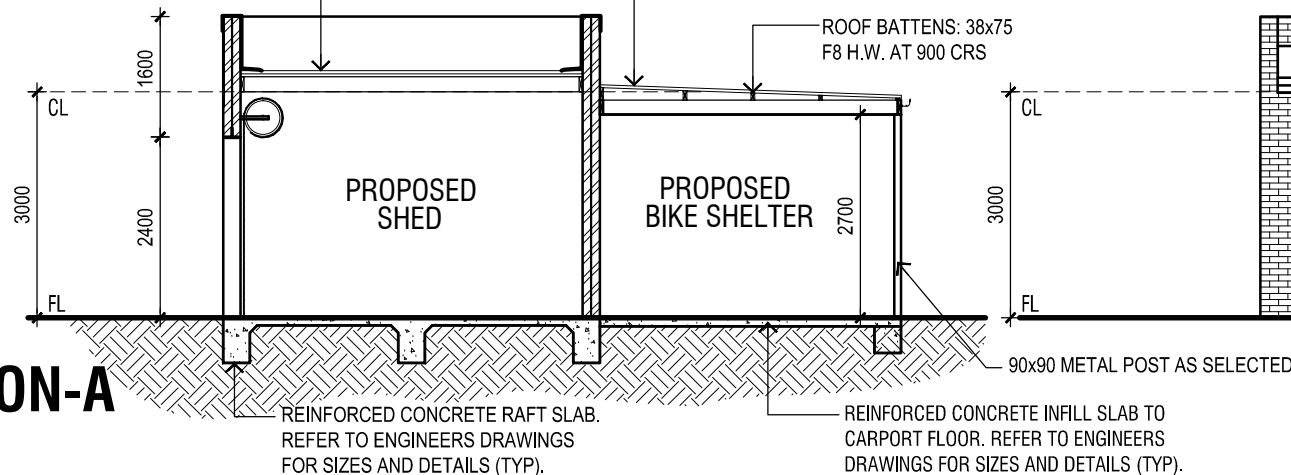 ROOF BATTENS: 38x75
F8 H.W. AT 900 CRS
1600
CL
CL
3000
2400
PROPOSED
SHED
PROPOSED
BIKE SHELTER
2700
3000
FL
FL
90x90 METAL POST AS SELECTED
ON-A
REINFORCED CONCRETE RAFT SLAB.
REFER TO ENGINEERS DRAWINGS
FOR SIZES AND DETAILS (TYP).
REINFORCED CONCRETE INFILL SLAB TO
CARPORT FLOOR. REFER TO ENGINEERS
DRAWINGS FOR SIZES AND DETAILS (TYP).